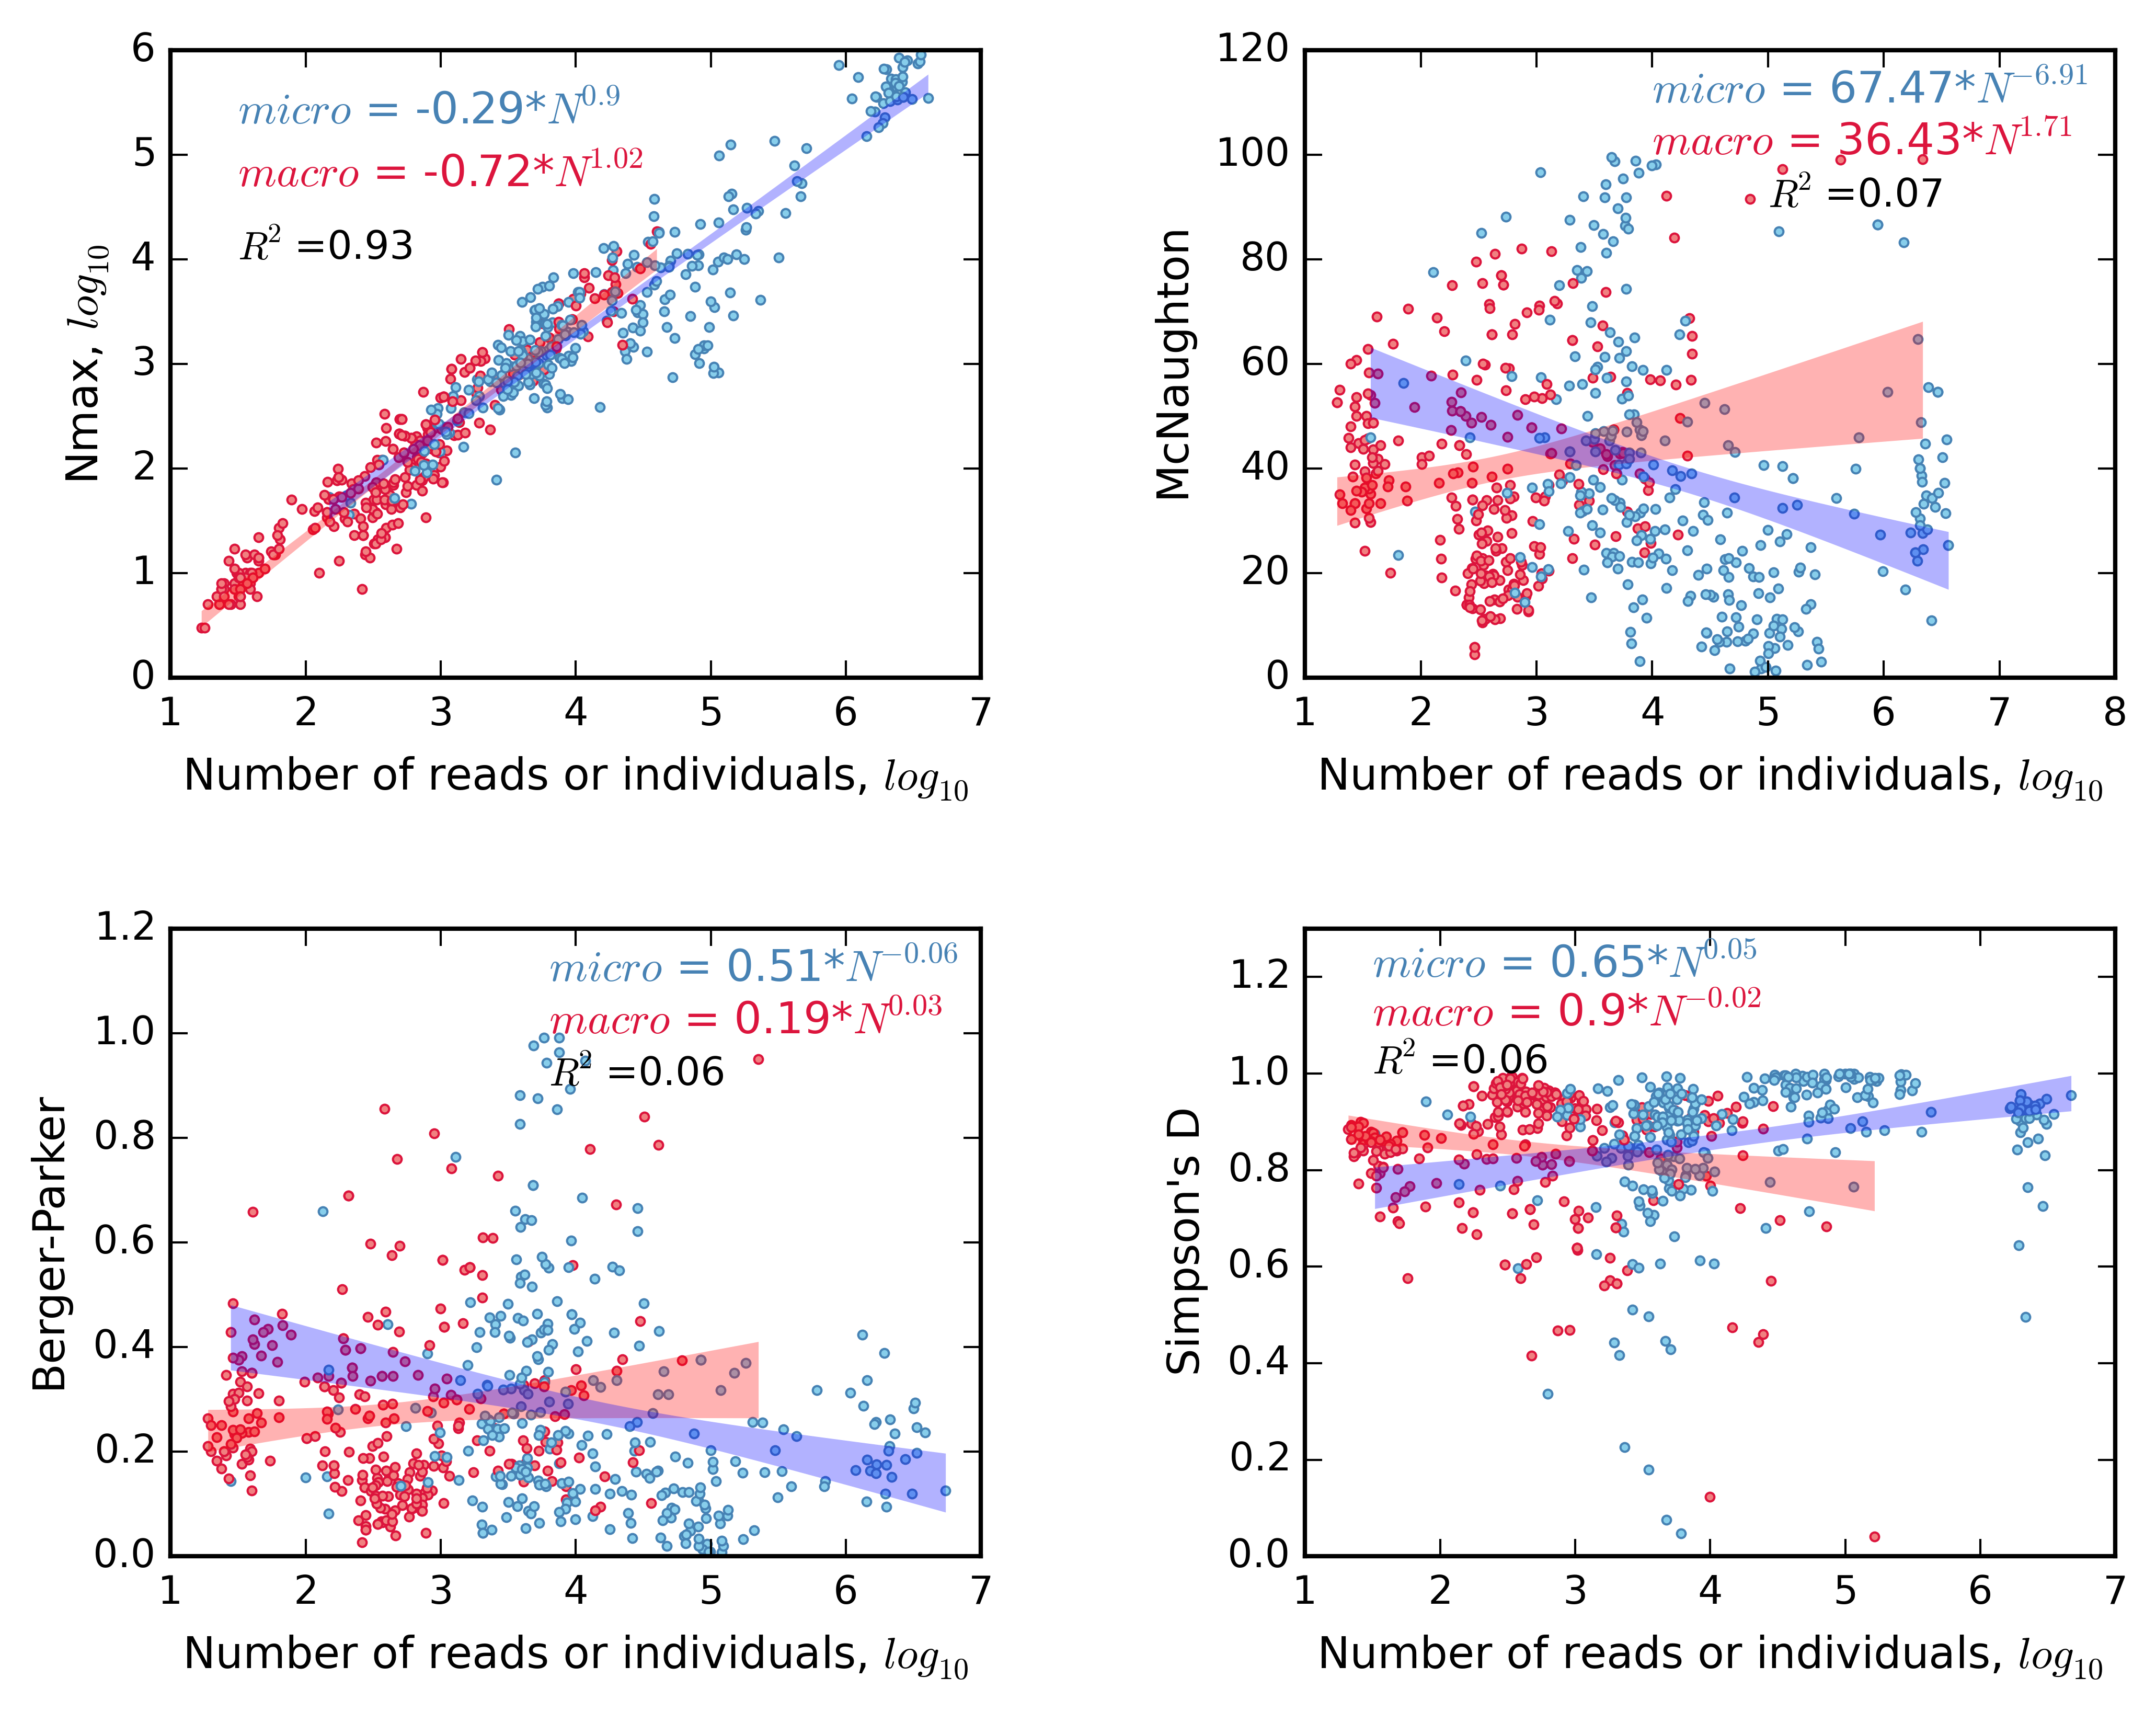 6
5
4
3
2
1
0
1 2 3 4 5 6 7
Nmax, log10
Number of reads or individuals, log10
micro = -0.29*N^0.9
macro = -0.72*N^1.02
R^2 =0.93
120
100
80
60
40
20
0
1 2 3 4 5 6 7 8
McNaughton
Number of reads or individuals, log10
micro = 67.47*N^−6.91
macro = 36.43*N^1.71
R^2 =0.07
1.2
1.0
0.8
0.6
0.4
0.2
0.0
1 2 3 4 5 6 7
Berger-Parker
Number of reads or individuals, log10
micro = 0.51*N^−0.06
macro = 0.19*N^0.03
R^2 =0.06
1.2
1.0
0.8
0.6
0.4
0.2
0.0
1 2 3 4 5 6 7
Simpson's D
Number of reads or individuals, log10
micro = 0.65*N^0.05
macro = 0.9*N^−0.02
R^2 =0.06